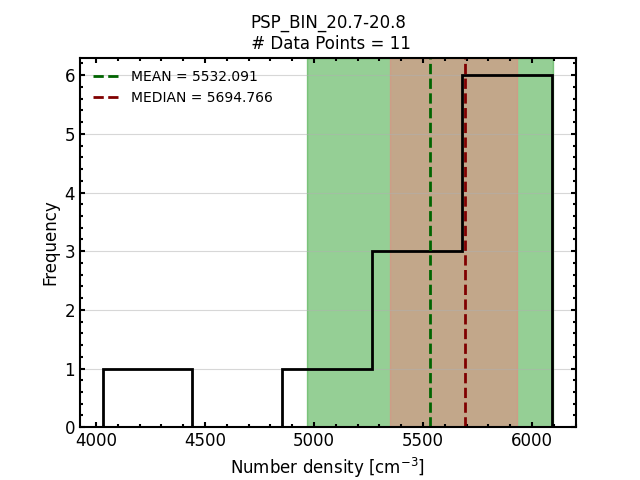 PSP_BIN_20.7-20.8
# Data Points = 11
MEAN = 5532.091
MEDIAN = 5694.766
6
5
4
3
2
1
0
Frequency
4000 4500 5000 5500 6000
Number density [cm⁻³]